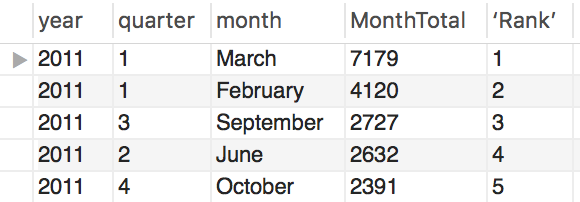 year quarter month MonthTotal ‘Rank’
2011 1 March 7179 1
2011 1 February 4120 2
2011 3 September 2727 3
2011 2 June 2632 4
2011 4 October 2391 5